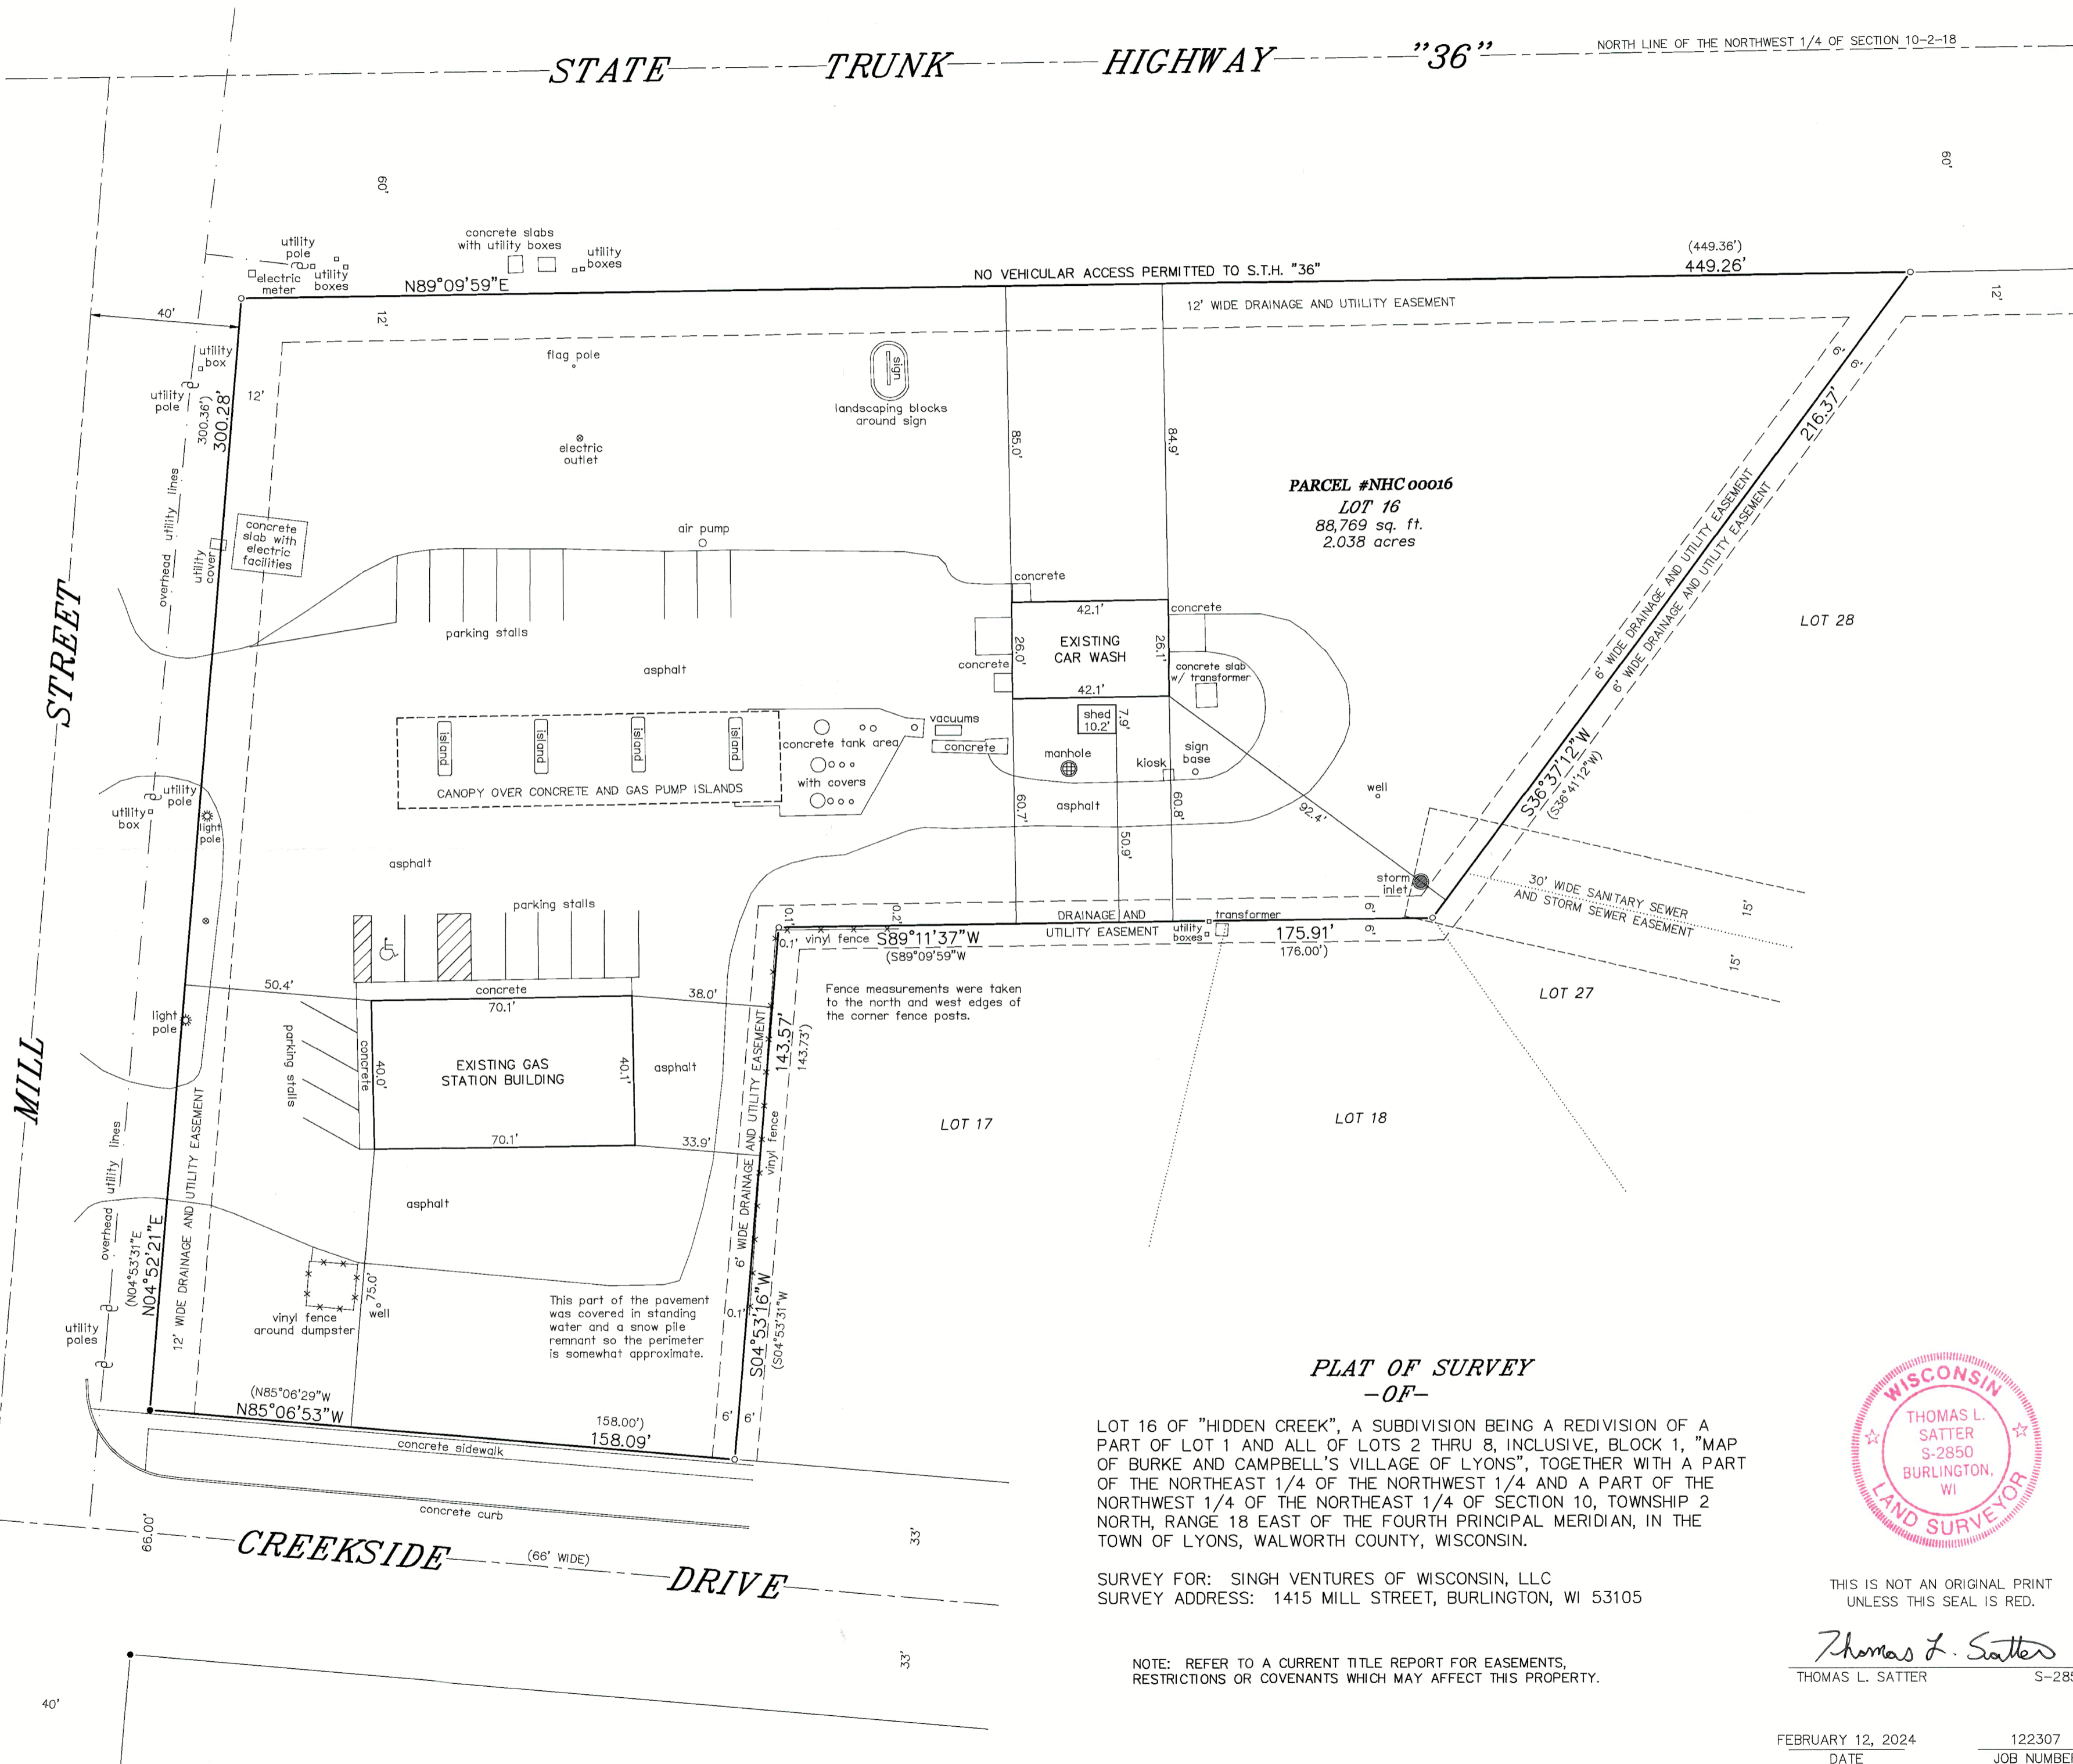 STATE TRUNK HIGHWAY "36"
NORTH LINE OF THE NORTHWEST 1/4 OF SECTION 10-2-18
60'
60'
utility
pole
electric
meter
utility
boxes
concrete slabs
with utility boxes
utility
boxes
N89°09'59"E
NO VEHICULAR ACCESS PERMITTED TO S.T.H. "36"
(449.36')
449.26'
12' WIDE DRAINAGE AND UTIILITY EASEMENT
12'
12'
40'
utility
box
utility
pole
(300.36')
300.28'
12'
flag pole
sign
landscaping blocks
around sign
electric
outlet
85.0'
84.9'
6'
6'
216.37'
PARCEL #NHC 00016
LOT 16
88,769 sq. ft.
2.038 acres
overhead utility lines
utility
cover
concrete
slab with
electric
facilities
air pump
parking stalls
asphalt
concrete
42.1'
concrete
26.0'
EXISTING
CAR WASH
26.1'
concrete
42.1'
concrete slab
w/ transformer
6' WIDE DRAINAGE AND UTILITY EASEMENT
6' WIDE DRAINAGE AND UTILITY EASEMENT
LOT 28
MILL STREET
island
island
island
island
CANOPY OVER CONCRETE AND GAS PUMP ISLANDS
concrete tank area
with covers
vacuums
concrete
shed
10.2'
7.9'
manhole
kiosk
sign
base
asphalt
60.7'
50.9'
60.8'
92.4'
well
storm
inlet
S36°37'12"W
(S36°41'12"W)
30' WIDE SANITARY SEWER
AND STORM SEWER EASEMENT
15'
15'
utility
pole
utility
box
light
pole
asphalt
parking stalls
0.1'
0.2'
0.1'
vinyl fence
S89°11'37"W
(S89°09'59"W
DRAINAGE AND
UTILITY EASEMENT
transformer
utility
boxes
175.91'
176.00')
6'
6'
LOT 27
Fence measurements were taken
to the north and west edges of
the corner fence posts.
50.4'
concrete
70.1'
38.0'
light
pole
parking stalls
concrete
40.0'
EXISTING GAS
STATION BUILDING
40.1'
asphalt
70.1'
33.9'
6' WIDE DRAINAGE AND UTILITY EASEMENT
143.57'
143.73')
vinyl fence
LOT 17
LOT 18
overhead utility lines
12' WIDE DRAINAGE AND UTILITY EASEMENT
(N04°53'31"E
N04°52'21"E
asphalt
75.0'
well
vinyl fence
around dumpster
utility
poles
This part of the pavement
was covered in standing
water and a snow pile
remnant so the perimeter
is somewhat approximate.
0.1'
S04°53'16"W
(S04°53'31"W
6'
6'
(N85°06'29"W
N85°06'53"W
158.00')
158.09'
concrete sidewalk
concrete curb
66.00'
CREEKSIDE (66' WIDE) DRIVE
33'
33'
40'
PLAT OF SURVEY
-OF-
LOT 16 OF "HIDDEN CREEK", A SUBDIVISION BEING A REDIVISION OF A
PART OF LOT 1 AND ALL OF LOTS 2 THRU 8, INCLUSIVE, BLOCK 1, "MAP
OF BURKE AND CAMPBELL'S VILLAGE OF LYONS", TOGETHER WITH A PART
OF THE NORTHEAST 1/4 OF THE NORTHWEST 1/4 AND A PART OF THE
NORTHWEST 1/4 OF THE NORTHEAST 1/4 OF SECTION 10, TOWNSHIP 2
NORTH, RANGE 18 EAST OF THE FOURTH PRINCIPAL MERIDIAN, IN THE
TOWN OF LYONS, WALWORTH COUNTY, WISCONSIN.
SURVEY FOR: SINGH VENTURES OF WISCONSIN, LLC
SURVEY ADDRESS: 1415 MILL STREET, BURLINGTON, WI 53105
NOTE: REFER TO A CURRENT TITLE REPORT FOR EASEMENTS,
RESTRICTIONS OR COVENANTS WHICH MAY AFFECT THIS PROPERTY.
WISCONSIN
THOMAS L.
SATTER
S-2850
BURLINGTON,
WI
LAND SURVEYOR
THIS IS NOT AN ORIGINAL PRINT
UNLESS THIS SEAL IS RED.
Thomas L. Satter
THOMAS L. SATTER S-285
FEBRUARY 12, 2024
DATE
122307
JOB NUMBER